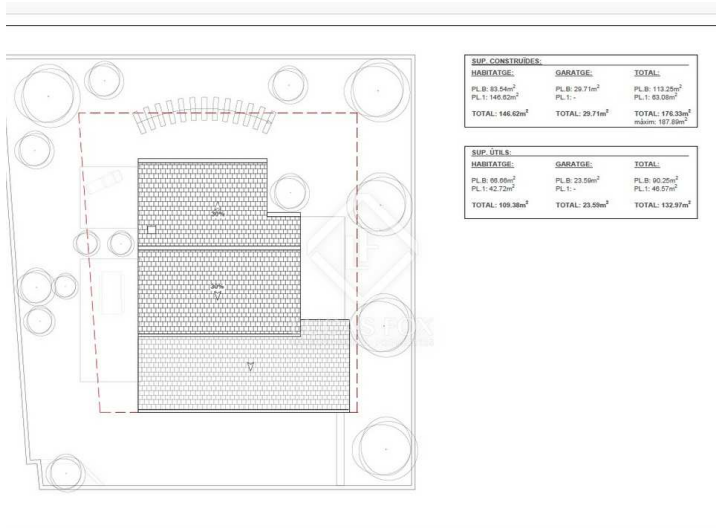 SUP. CONSTRUÏDES:
HABITATGE: GARATGE: TOTAL:
PL.B: 83.54m² PL.B: 29.71m² PL.B: 113.25m²
PL.1: 146.62m² PL.1: - PL.1: 63.08m²
TOTAL: 146.62m² TOTAL: 29.71m² TOTAL: 176.33m²
màxim: 187.89m²
SUP. ÚTILS:
HABITATGE: GARATGE: TOTAL:
PL.B: 66.66m² PL.B: 23.59m² PL.B: 90.25m²
PL.1: 42.72m² PL.1: - PL.1: 46.57m²
TOTAL: 109.38m² TOTAL: 23.59m² TOTAL: 132.97m²
30%
30%
LUCAS FOX